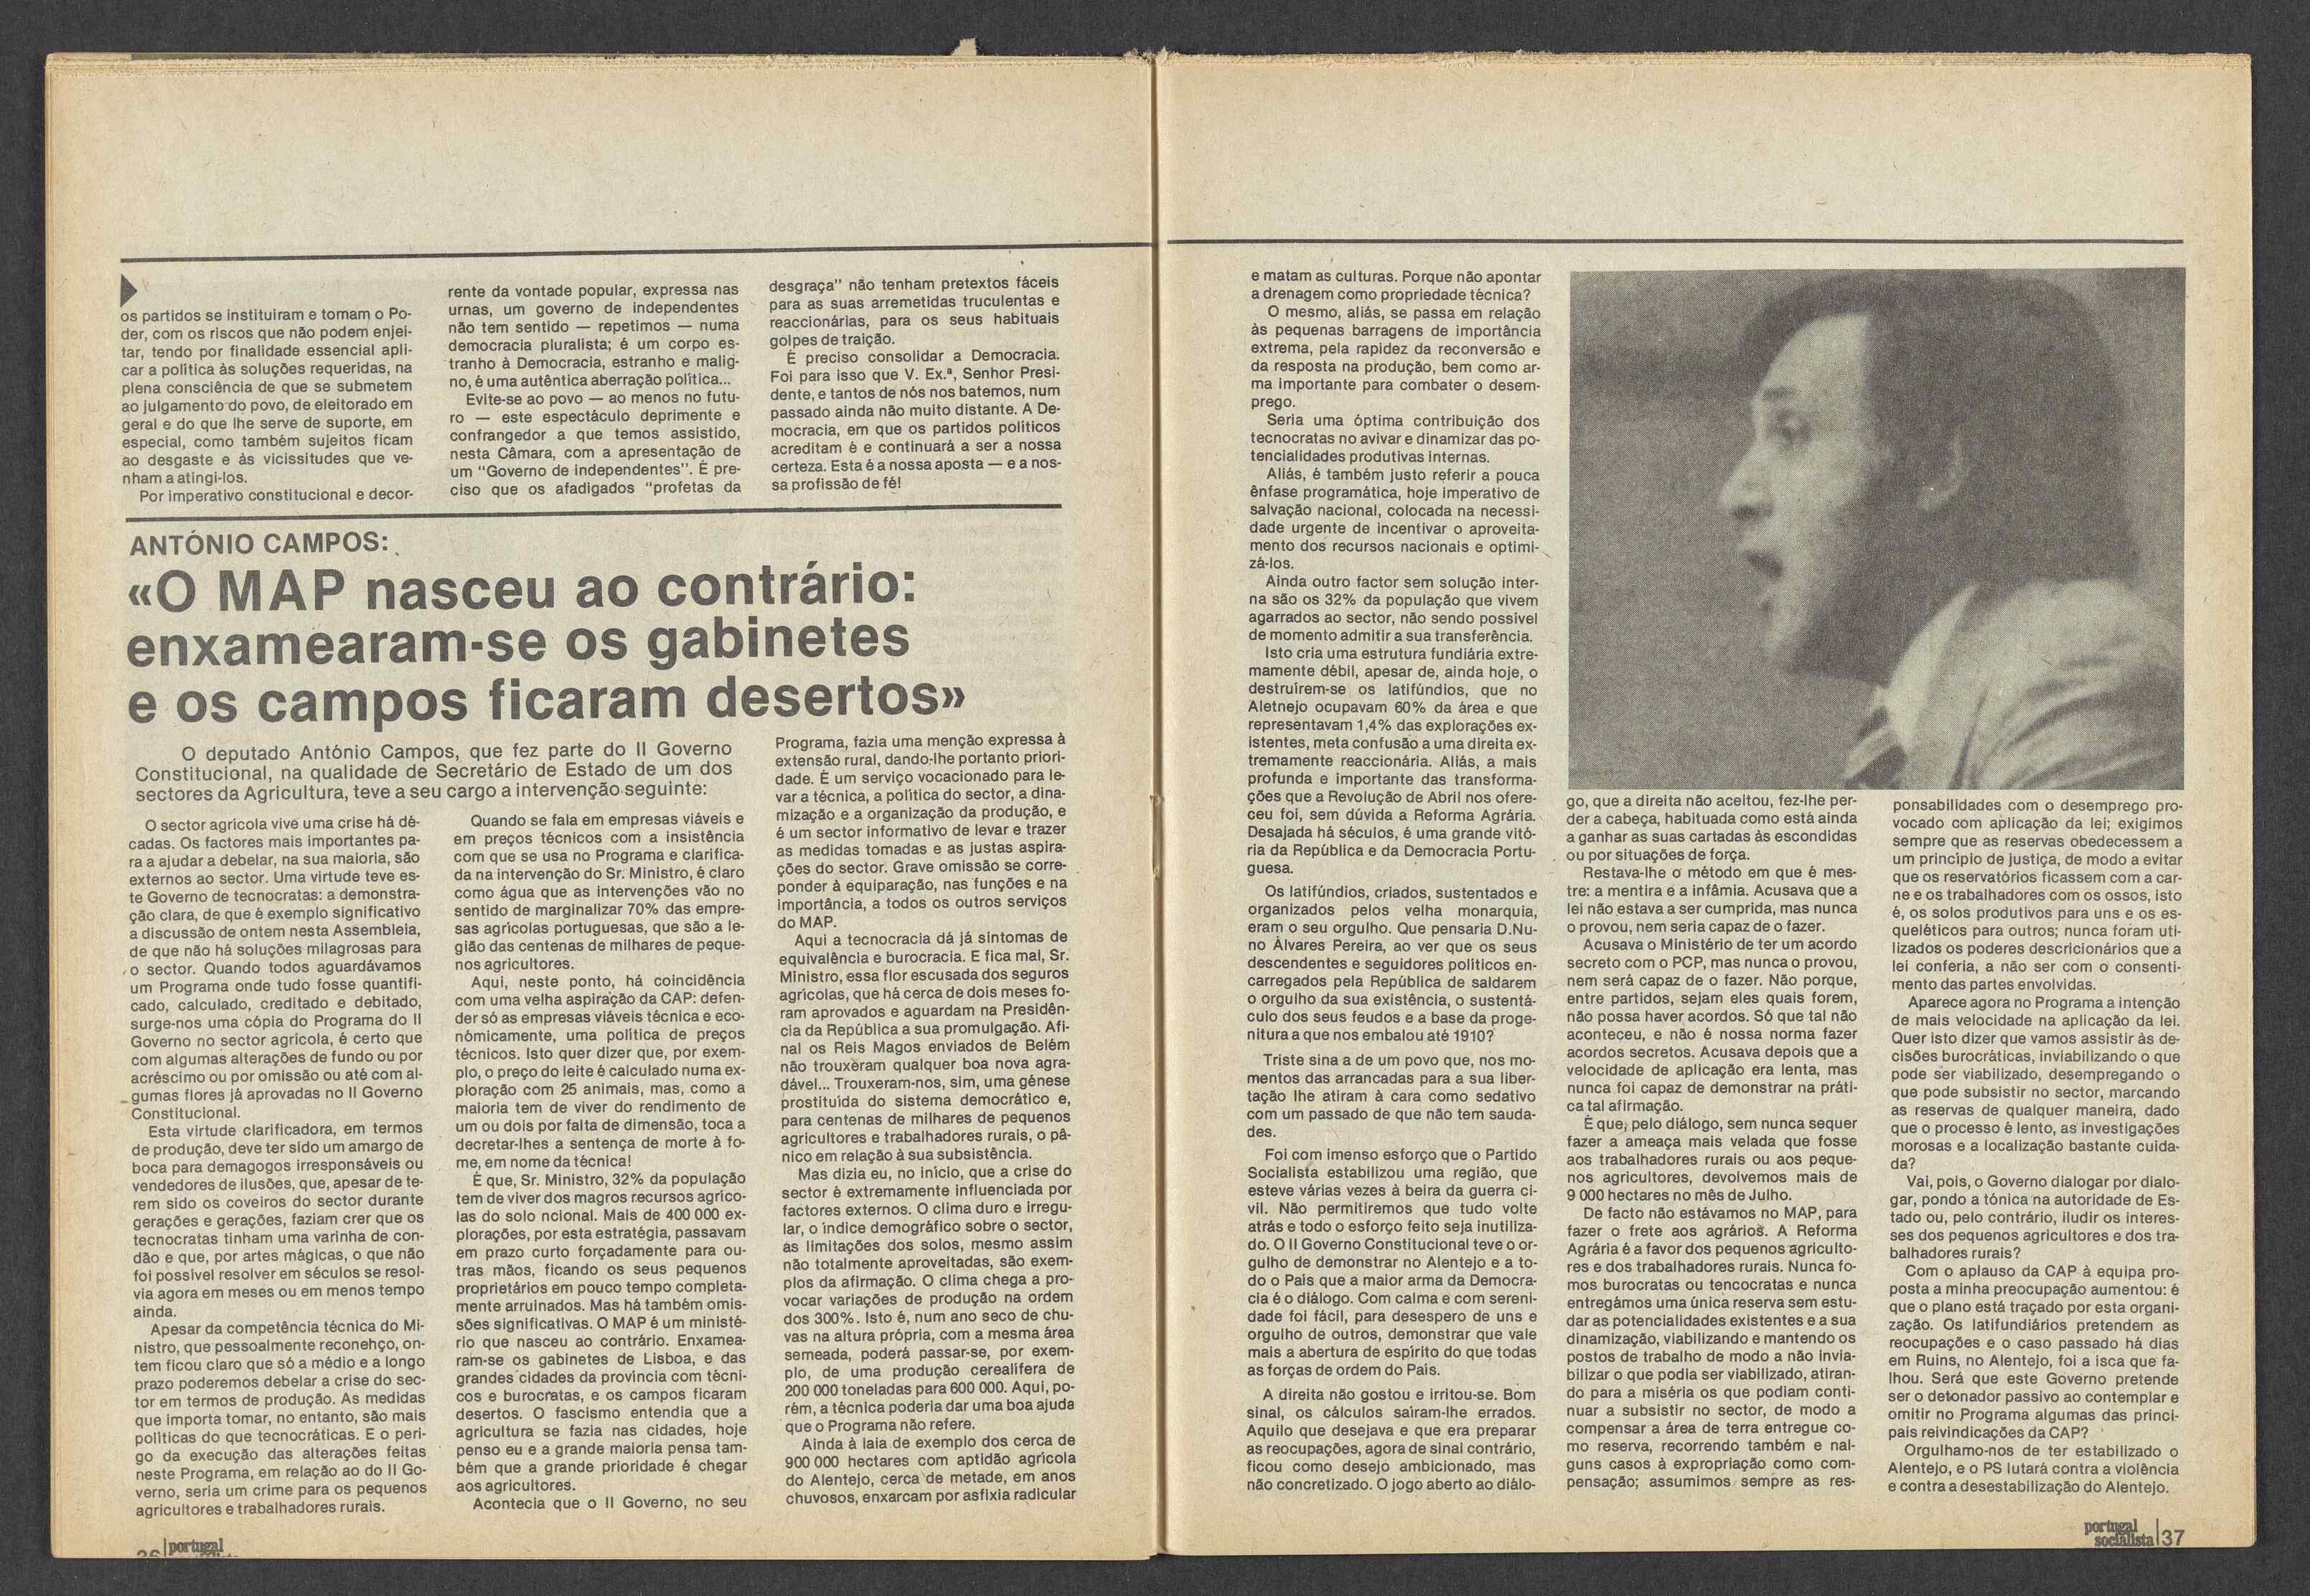 os partidos se instituiram e tomam o Po-
der, com os riscos que não podem enjei-
tar, tendo por finalidade essencial apli-
car a política às soluções requeridas, na
plena consciência de que se submetem
ao julgamento do povo, de eleitorado em
geral e do que lhe serve de suporte, em
especial, como também sujeitos ficam
ao desgaste e às vicissitudes que ve-
nham a atingi-los.
Por imperativo constitucional e decor-
rente da vontade popular, expressa nas
urnas, um governo de independentes
não tem sentido — repetimos — numa
democracia pluralista; é um corpo es-
tranho à Democracia, estranho e malig-
no, é uma autêntica aberração política...
Evite-se ao povo — ao menos no futu-
ro — este espectáculo deprimente e
confrangedor a que temos assistido,
nesta Câmara, com a apresentação de
um "Governo de independentes". É pre-
ciso que os afadigados "profetas da
desgraça" não tenham pretextos fáceis
para as suas arremetidas truculentas e
reaccionárias, para os seus habituais
golpes de traição.
É preciso consolidar a Democracia.
Foi para isso que V. Ex.ª, Senhor Presi-
dente, e tantos de nós nos batemos, num
passado ainda não muito distante. A De-
mocracia, em que os partidos políticos
acreditam é e continuará a ser a nossa
certeza. Esta é a nossa aposta — e a nos-
sa profissão de fé!
ANTÓNIO CAMPOS:
«O MAP nasceu ao contrário:
enxamearam-se os gabinetes
e os campos ficaram desertos»
O deputado António Campos, que fez parte do II Governo
Constitucional, na qualidade de Secretário de Estado de um dos
sectores da Agricultura, teve a seu cargo a intervenção seguinte:
O sector agrícola vive uma crise há dé-
cadas. Os factores mais importantes pa-
ra a ajudar a debelar, na sua maioria, são
externos ao sector. Uma virtude teve es-
te Governo de tecnocratas: a demonstra-
ção clara, de que é exemplo significativo
a discussão de ontem nesta Assembleia,
de que não há soluções milagrosas para
o sector. Quando todos aguardávamos
um Programa onde tudo fosse quantifi-
cado, calculado, creditado e debitado,
surge-nos uma cópia do Programa do II
Governo no sector agrícola, é certo que
com algumas alterações de fundo ou por
acréscimo ou por omissão ou até com al-
gumas flores já aprovadas no II Governo
Constitucional.
Esta virtude clarificadora, em termos
de produção, deve ter sido um amargo de
boca para demagogos irresponsáveis ou
vendedores de ilusões, que, apesar de te-
rem sido os coveiros do sector durante
gerações e gerações, faziam crer que os
tecnocratas tinham uma varinha de con-
dão e que, por artes mágicas, o que não
foi possível resolver em séculos se resol-
via agora em meses ou em menos tempo
ainda.
Apesar da competência técnica do Mi-
nistro, que pessoalmente reconehço, on-
tem ficou claro que só a médio e a longo
prazo poderemos debelar a crise do sec-
tor em termos de produção. As medidas
que importa tomar, no entanto, são mais
políticas do que tecnocráticas. E o peri-
go da execução das alterações feitas
neste Programa, em relação ao do II Go-
verno, seria um crime para os pequenos
agricultores e trabalhadores rurais.
Quando se fala em empresas viáveis e
em preços técnicos com a insistência
com que se usa no Programa e clarifica-
da na intervenção do Sr. Ministro, é claro
como água que as intervenções vão no
sentido de marginalizar 70% das empre-
sas agrícolas portuguesas, que são a le-
gião das centenas de milhares de peque-
nos agricultores.
Aqui, neste ponto, há coincidência
com uma velha aspiração da CAP: defen-
der só as empresas viáveis técnica e eco-
nómicamente, uma política de preços
técnicos. Isto quer dizer que, por exem-
plo, o preço do leite é calculado numa ex-
ploração com 25 animais, mas, como a
maioria tem de viver do rendimento de
um ou dois por falta de dimensão, toca a
decretar-lhes a sentença de morte à fo-
me, em nome da técnica!
É que, Sr. Ministro, 32% da população
tem de viver dos magros recursos agríco-
las do solo ncional. Mais de 400 000 ex-
plorações, por esta estratégia, passavam
em prazo curto forçadamente para ou-
tras mãos, ficando os seus pequenos
proprietários em pouco tempo completa-
mente arruinados. Mas há também omis-
sões significativas. O MAP é um ministé-
rio que nasceu ao contrário. Enxamea-
ram-se os gabinetes de Lisboa, e das
grandes cidades da província com técni-
cos e burocratas, e os campos ficaram
desertos. O fascismo entendia que a
agricultura se fazia nas cidades, hoje
penso eu e a grande maioria pensa tam-
bém que a grande prioridade é chegar
aos agricultores.
Acontecia que o II Governo, no seu
Programa, fazia uma menção expressa à
extensão rural, dando-lhe portanto priori-
dade. É um serviço vocacionado para le-
var a técnica, a política do sector, a dina-
mização e a organização da produção, e
é um sector informativo de levar e trazer
as medidas tomadas e as justas aspira-
ções do sector. Grave omissão se corre-
ponder à equiparação, nas funções e na
importância, a todos os outros serviços
do MAP.
Aqui a tecnocracia dá já sintomas de
equivalência e burocracia. E fica mal, Sr.
Ministro, essa flor escusada dos seguros
agrícolas, que há cerca de dois meses fo-
ram aprovados e aguardam na Presidên-
cia da República a sua promulgação. Afi-
nal os Reis Magos enviados de Belém
não trouxeram qualquer boa nova agra-
dável... Trouxeram-nos, sim, uma génese
prostituída do sistema democrático e,
para centenas de milhares de pequenos
agricultores e trabalhadores rurais, o pâ-
nico em relação à sua subsistência.
Mas dizia eu, no início, que a crise do
sector é extremamente influenciada por
factores externos. O clima duro e irregu-
lar, o índice demográfico sobre o sector,
as limitações dos solos, mesmo assim
não totalmente aproveitadas, são exem-
plos da afirmação. O clima chega a pro-
vocar variações de produção na ordem
dos 300%. Isto é, num ano seco de chu-
vas na altura própria, com a mesma área
semeada, poderá passar-se, por exem-
plo, de uma produção cerealífera de
200 000 toneladas para 600 000. Aqui, po-
rém, a técnica poderia dar uma boa ajuda
que o Programa não refere.
Ainda à laia de exemplo dos cerca de
900 000 hectares com aptidão agrícola
do Alentejo, cerca de metade, em anos
chuvosos, enxarcam por asfixia radicular
36 portugal
e matam as culturas. Porque não apontar
a drenagem como propriedade técnica?
O mesmo, aliás, se passa em relação
às pequenas barragens de importância
extrema, pela rapidez da reconversão e
da resposta na produção, bem como ar-
ma importante para combater o desem-
prego.
Seria uma óptima contribuição dos
tecnocratas no avivar e dinamizar das po-
tencialidades produtivas internas.
Aliás, é também justo referir a pouca
ênfase programática, hoje imperativo de
salvação nacional, colocada na necessi-
dade urgente de incentivar o aproveita-
mento dos recursos nacionais e optimi-
zá-los.
Ainda outro factor sem solução inter-
na são os 32% da população que vivem
agarrados ao sector, não sendo possível
de momento admitir a sua transferência.
Isto cria uma estrutura fundiária extre-
mamente débil, apesar de, ainda hoje, o
destruírem-se os latifúndios, que no
Aletnejo ocupavam 60% da área e que
representavam 1,4% das explorações ex-
istentes, meta confusão a uma direita ex-
tremamente reaccionária. Aliás, a mais
profunda e importante das transforma-
ções que a Revolução de Abril nos ofere-
ceu foi, sem dúvida a Reforma Agrária.
Desajada há séculos, é uma grande vitó-
ria da República e da Democracia Portu-
guesa.
Os latifúndios, criados, sustentados e
organizados pelos velha monarquia,
eram o seu orgulho. Que pensaria D.Nu-
no Álvares Pereira, ao ver que os seus
descendentes e seguidores políticos en-
carregados pela República de saldarem
o orgulho da sua existência, o sustentá-
culo dos seus feudos e a base da proge-
nitura a que nos embalou até 1910?
Triste sina a de um povo que, nos mo-
mentos das arrancadas para a sua liber-
tação lhe atiram à cara como sedativo
com um passado de que não tem sauda-
des.
Foi com imenso esforço que o Partido
Socialista estabilizou uma região, que
esteve várias vezes à beira da guerra ci-
vil. Não permitiremos que tudo volte
atrás e todo o esforço feito seja inutiliza-
do. O II Governo Constitucional teve o or-
gulho de demonstrar no Alentejo e a to-
do o País que a maior arma da Democra-
cia é o diálogo. Com calma e com sereni-
dade foi fácil, para desespero de uns e
orgulho de outros, demonstrar que vale
mais a abertura de espírito do que todas
as forças de ordem do País.
A direita não gostou e irritou-se. Bom
sinal, os cálculos saíram-lhe errados.
Aquilo que desejava e que era preparar
as reocupações, agora de sinal contrário,
ficou como desejo ambicionado, mas
não concretizado. O jogo aberto ao diálo-
go, que a direita não aceitou, fez-lhe per-
der a cabeça, habituada como está ainda
a ganhar as suas cartadas às escondidas
ou por situações de força.
Restava-lhe o método em que é mes-
tre: a mentira e a infâmia. Acusava que a
lei não estava a ser cumprida, mas nunca
o provou, nem seria capaz de o fazer.
Acusava o Ministério de ter um acordo
secreto com o PCP, mas nunca o provou,
nem será capaz de o fazer. Não porque,
entre partidos, sejam eles quais forem,
não possa haver acordos. Só que tal não
aconteceu, e não é nossa norma fazer
acordos secretos. Acusava depois que a
velocidade de aplicação era lenta, mas
nunca foi capaz de demonstrar na práti-
ca tal afirmação.
É que, pelo diálogo, sem nunca sequer
fazer a ameaça mais velada que fosse
aos trabalhadores rurais ou aos peque-
nos agricultores, devolvemos mais de
9 000 hectares no mês de Julho.
De facto não estávamos no MAP, para
fazer o frete aos agrários. A Reforma
Agrária é a favor dos pequenos agriculto-
res e dos trabalhadores rurais. Nunca fo-
mos burocratas ou tencocratas e nunca
entregámos uma única reserva sem estu-
dar as potencialidades existentes e a sua
dinamização, viabilizando e mantendo os
postos de trabalho de modo a não invia-
bilizar o que podia ser viabilizado, atiran-
do para a miséria os que podiam conti-
nuar a subsistir no sector, de modo a
compensar a área de terra entregue co-
mo reserva, recorrendo também e nal-
guns casos à expropriação como com-
pensação; assumimos sempre as res-
ponsabilidades com o desemprego pro-
vocado com aplicação da lei; exigimos
sempre que as reservas obedecessem a
um princípio de justiça, de modo a evitar
que os reservatórios ficassem com a car-
ne e os trabalhadores com os ossos, isto
é, os solos produtivos para uns e os es-
queléticos para outros; nunca foram uti-
lizados os poderes descricionários que a
lei conferia, a não ser com o consenti-
mento das partes envolvidas.
Aparece agora no Programa a intenção
de mais velocidade na aplicação da lei.
Quer isto dizer que vamos assistir às de-
cisões burocráticas, inviabilizando o que
pode ser viabilizado, desempregando o
que pode subsistir no sector, marcando
as reservas de qualquer maneira, dado
que o processo é lento, as investigações
morosas e a localização bastante cuida-
da?
Vai, pois, o Governo dialogar por dialo-
gar, pondo a tónica na autoridade de Es-
tado ou, pelo contrário, iludir os interes-
ses dos pequenos agricultores e dos tra-
balhadores rurais?
Com o aplauso da CAP à equipa pro-
posta a minha preocupação aumentou: é
que o plano está traçado por esta organi-
zação. Os latifundiários pretendem as
reocupações e o caso passado há dias
em Ruins, no Alentejo, foi a isca que fa-
lhou. Será que este Governo pretende
ser o detonador passivo ao contemplar e
omitir no Programa algumas das princi-
pais reivindicações da CAP?
Orgulhamo-nos de ter estabilizado o
Alentejo, e o PS lutará contra a violência
e contra a desestabilização do Alentejo.
portugal
socialista 37